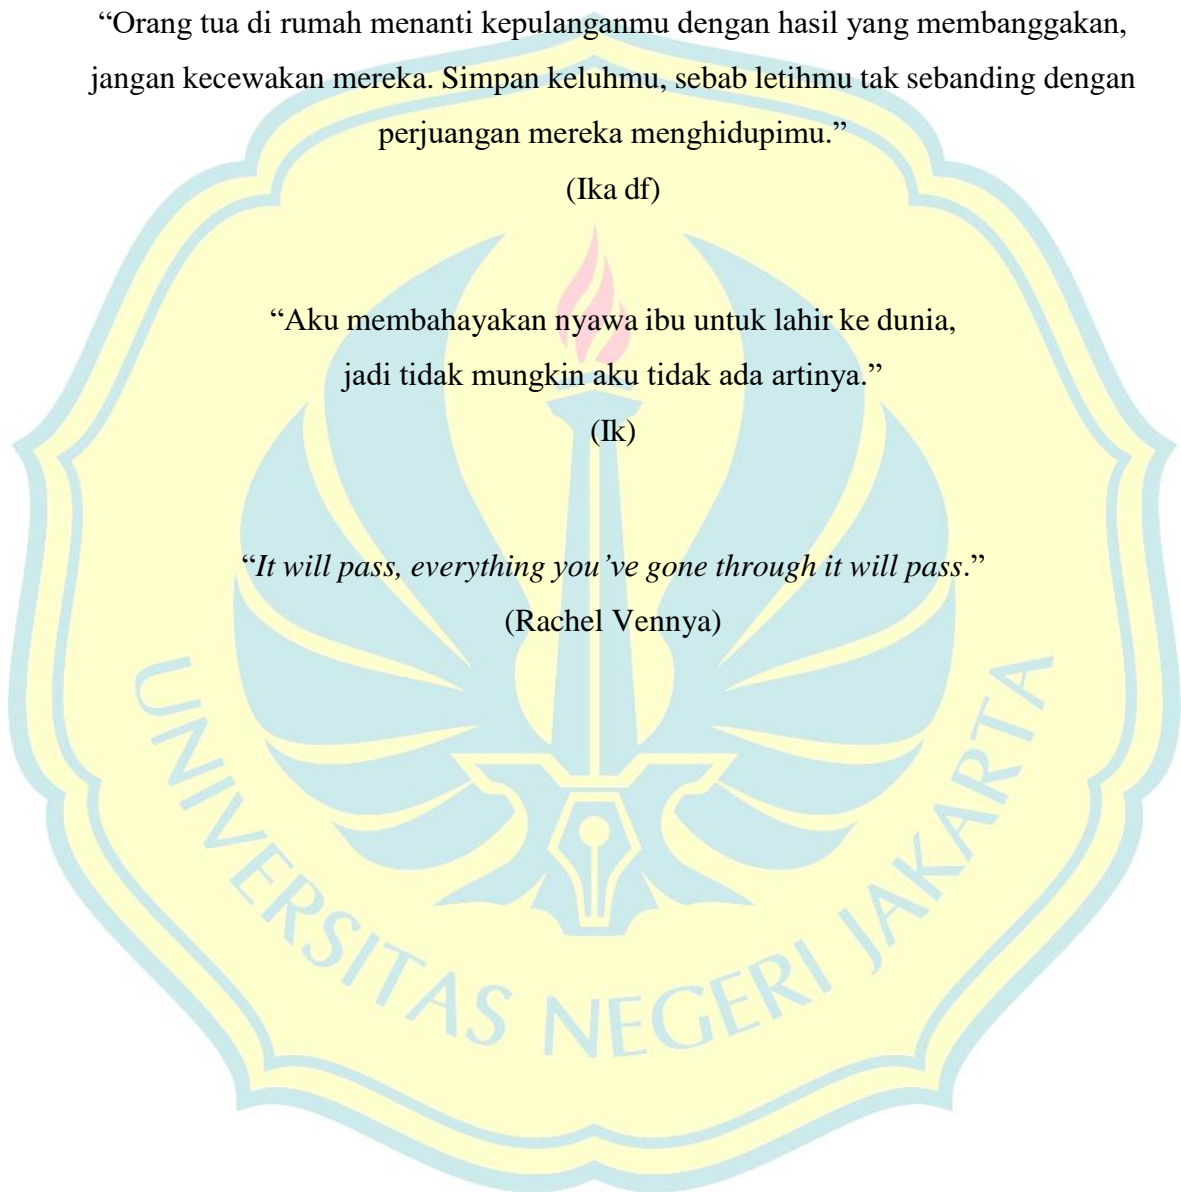 “Orang tua di rumah menanti kepulanganmu dengan hasil yang membanggakan,
jangan kecewakan mereka. Simpan keluhmu, sebab letihmu tak sebanding dengan
perjuangan mereka menghidupimu.”
(Ika df)
“Aku membahayakan nyawa ibu untuk lahir ke dunia,
jadi tidak mungkin aku tidak ada artinya.”
(Ik)
“It will pass, everything you’ve gone through it will pass.”
(Rachel Vennya)
UNIVERSITAS NEGERI JAKARTA